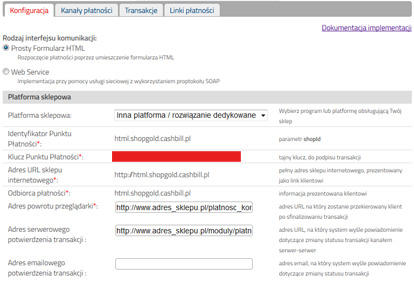 Konfiguracja Kanały płatności Transakcje Linki płatności
Dokumentacja implementacji
Rodzaj interfejsu komunikacji:
Prosty Formularz HTML
Rozpoczęcie płatności poprzez umieszczenie formularza HTML
Web Service
Implementacja przy pomocy usługi sieciowej z wykorzystaniem protokołu SOAP
Platforma sklepowa
Platforma sklepowa: Inna platforma / rozwiązanie dedykowane Wybierz program lub platformę obsługującą Twój
sklep
Identyfikator Punktu
Płatności*: html.shopgold.cashbill.pl parametr shopId
Klucz Punktu Płatności*: tajny klucz, do podpisu transakcji
Adres URL sklepu
internetowego*: http://html.shopgold.cashbill.pl pełny adres sklepu internetowego, prezentowany
jako link klientowi
Odbiorca płatności*: html.shopgold.cashbill.pl informacja prezentowana klientowi
Adres powrotu przeglądarki*: http://www.adres_sklepu.pl/platnosc_kor adres URL na który zostanie przekierowany klient
po sfinalizowaniu transakcji
Adres serwerowego
potwierdzenia transakcji : http://www.adres_sklepu.pl/moduly/platn adres URL, na który system wyśle powiadomienie
dotyczące zmiany statusu transakcji kanałem
serwer-serwer
Adres emailowego
potwierdzenia transakcji : adres email, na który system wyśle powiadomienie
dotyczące zmiany statusu transakcji